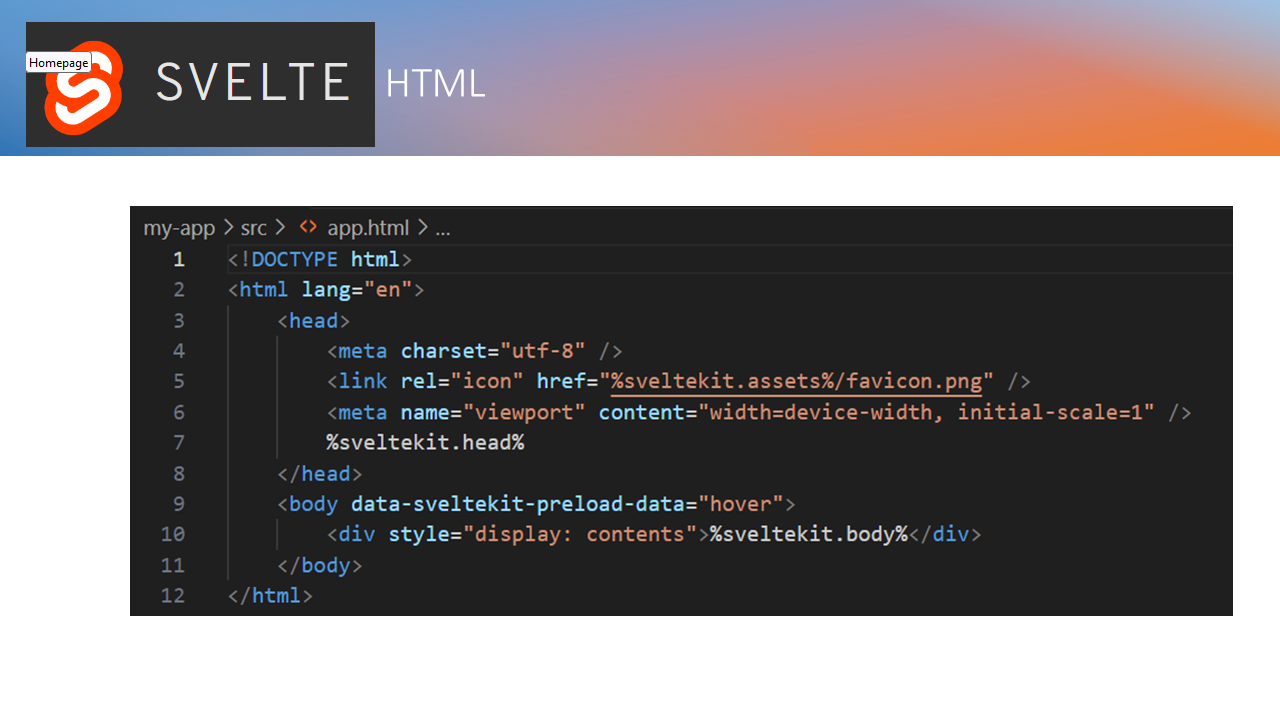 Homepage
SVELTE HTML
my-app > src > <> app.html > ...
1 <!DOCTYPE html>
2 <html lang="en">
3 <head>
4 <meta charset="utf-8" />
5 <link rel="icon" href="%sveltekit.assets%/favicon.png" />
6 <meta name="viewport" content="width=device-width, initial-scale=1" />
7 %sveltekit.head%
8 </head>
9 <body data-sveltekit-preload-data="hover">
10 <div style="display: contents">%sveltekit.body%</div>
11 </body>
12 </html>